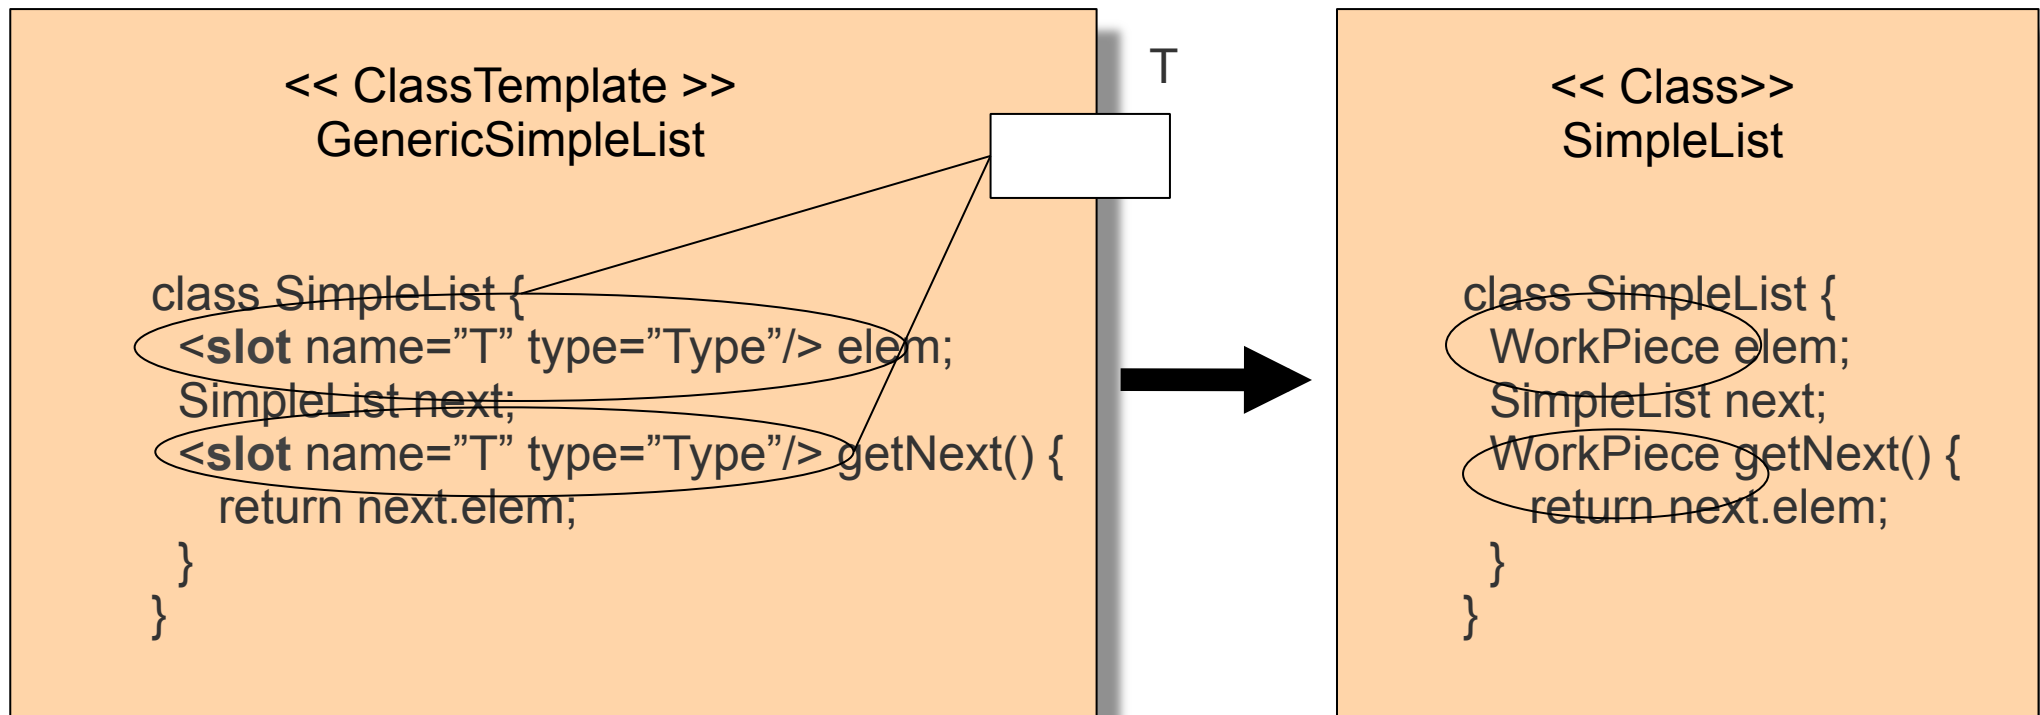 << ClassTemplate >>
GenericSimpleList
T
class SimpleList {
<slot name=”T” type=”Type”/> elem;
SimpleList next;
<slot name=”T” type=”Type”/> getNext() {
return next.elem;
}
}
<< Class>>
SimpleList
class SimpleList {
WorkPiece elem;
SimpleList next;
WorkPiece getNext() {
return next.elem;
}
}